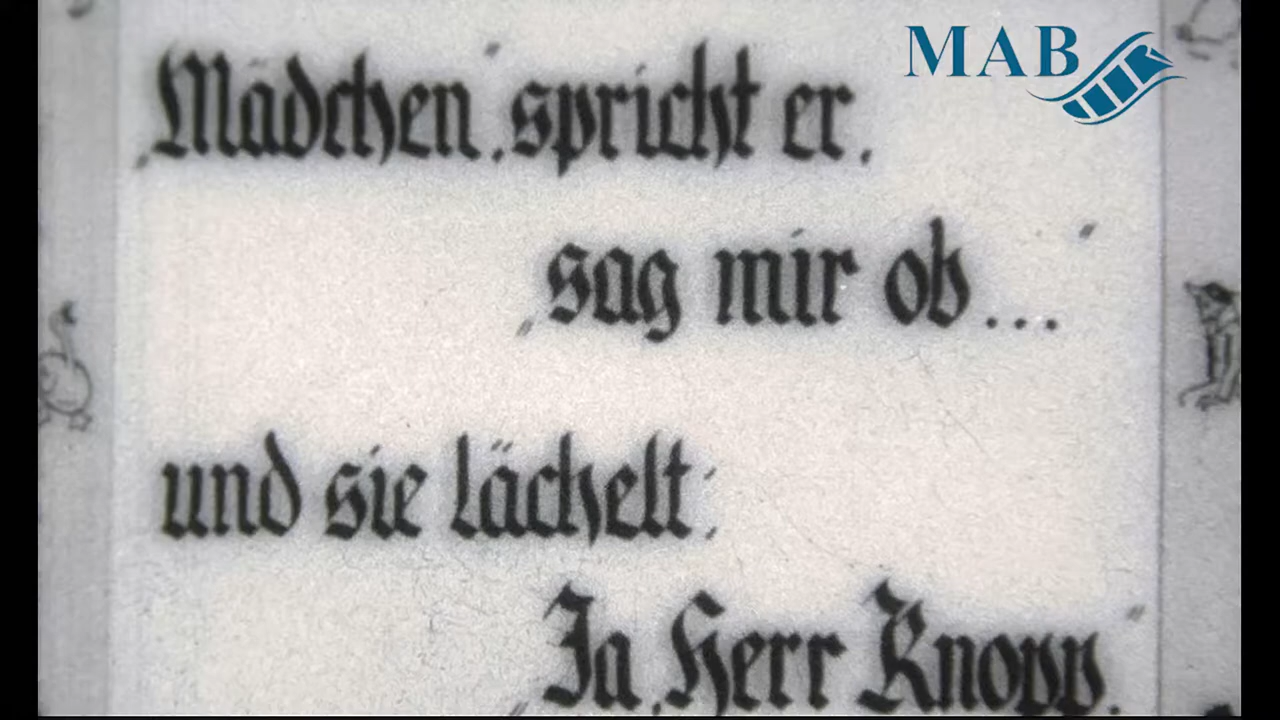 MAB
‚Mädchen‘, spricht er,
‚sag mir ob...‘
und sie lächelt:
‚Ja, Herr Knopp.‘